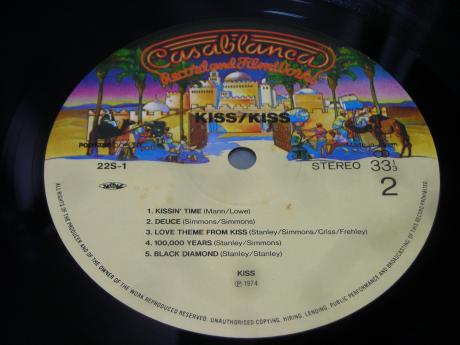 Casablanca
Record and FilmWorks
KISS/KISS
22S-1
STEREO 33⅓
2
1. KISSIN' TIME (Mann/Lowe)
2. DEUCE (Simmons/Simmons)
3. LOVE THEME FROM KISS (Stanley/Simmons/Criss/Frehley)
4. 100,000 YEARS (Stanley/Simmons)
5. BLACK DIAMOND (Stanley/Stanley)
KISS
Ⓟ 1974
ALL RIGHTS OF THE PRODUCER AND OF THE OWNER OF THE WORK REPRODUCED RESERVED. UNAUTHORISED COPYING, HIRING, LENDING, PUBLIC PERFORMANCE AND BROADCASTING OF THIS RECORD PROHIBITED